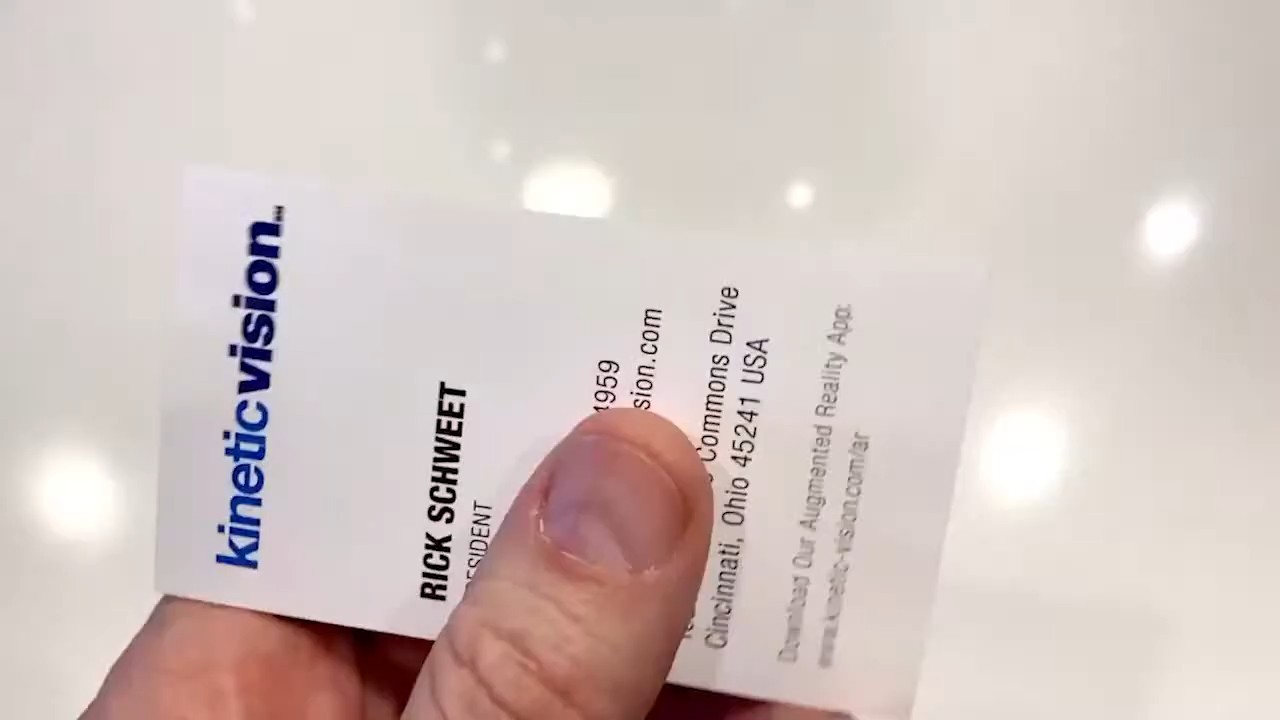 kineticvision
RICK SCHWEET
ESIDENT
4959
sion.com
Commons Drive
Cincinnati, Ohio 45241 USA
Download Our Augmented Reality App:
www.kinetic-vision.com/ar